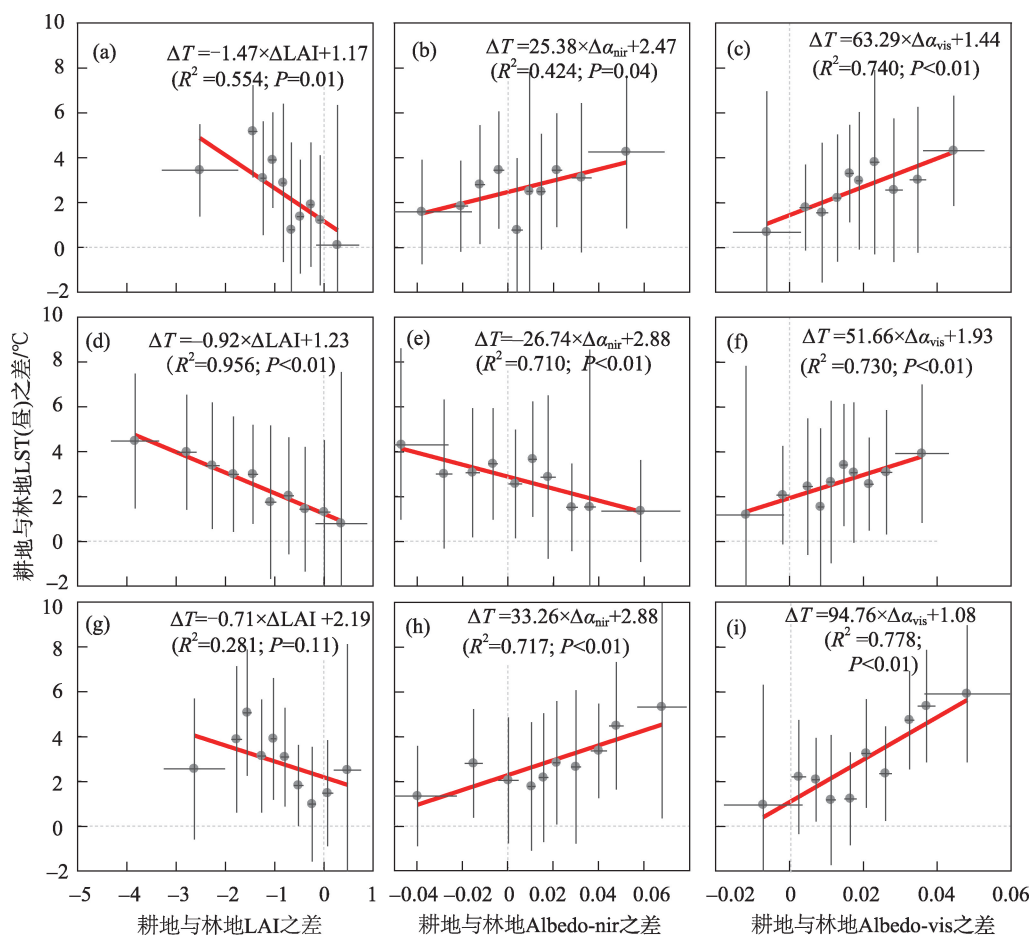 10
8
6
4
2
0
−2
(a)
ΔT=−1.47×ΔLAI+1.17
(R²=0.554; P=0.01)
(b)
ΔT=25.38×Δα_nir+2.47
(R²=0.424; P=0.04)
(c)
ΔT=63.29×Δα_vis+1.44
(R²=0.740; P<0.01)
耕地与林地LST(昼)之差/℃
10
8
6
4
2
0
−2
(d)
ΔT=−0.92×ΔLAI+1.23
(R²=0.956; P<0.01)
(e)
ΔT=−26.74×Δα_nir+2.88
(R²=0.710; P<0.01)
(f)
ΔT=51.66×Δα_vis+1.93
(R²=0.730; P<0.01)
10
8
6
4
2
0
−2
(g)
ΔT=−0.71×ΔLAI +2.19
(R²=0.281; P=0.11)
(h)
ΔT=33.26×Δα_nir+2.88
(R²=0.717; P<0.01)
(i)
ΔT=94.76×Δα_vis+1.08
(R²=0.778;
P<0.01)
−5 −4 −3 −2 −1 0 1
−0.04 −0.02 0 0.02 0.04 0.06
−0.02 0 0.02 0.04 0.06
耕地与林地LAI之差
耕地与林地Albedo-nir之差
耕地与林地Albedo-vis之差